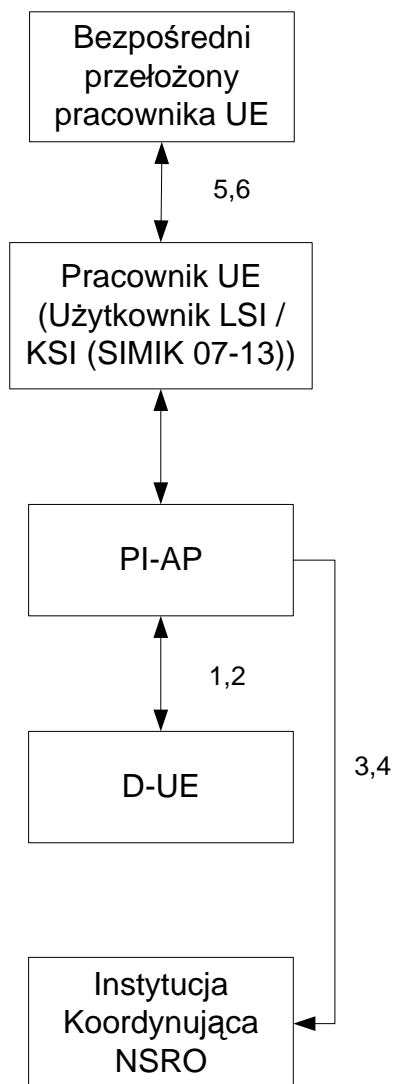 Bezpośredni
przełożony
pracownika UE
5,6
Pracownik UE
(Użytkownik LSI /
KSI (SIMIK 07-13))
PI-AP
1,2
D-UE
3,4
Instytucja
Koordynująca
NSRO